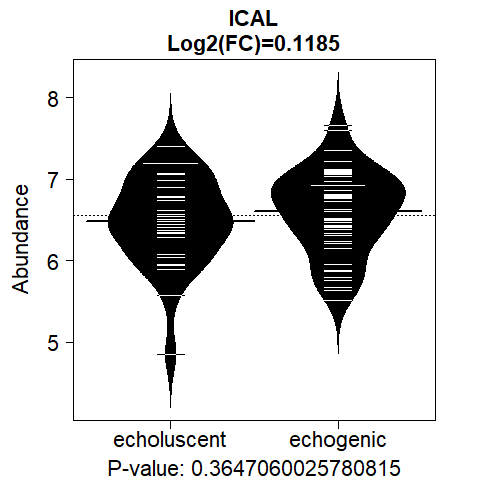 ICAL
Log2(FC)=0.1185
Abundance
8
7
6
5
echoluscent echogenic
P-value: 0.3647060025780815